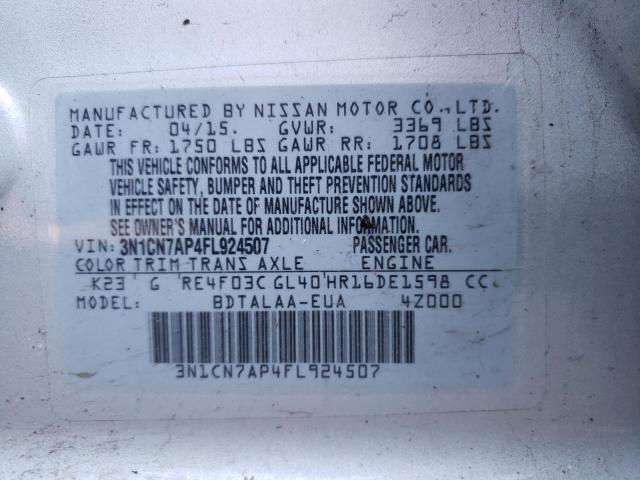 MANUFACTURED BY NISSAN MOTOR CO.,LTD.
DATE: 04/15. GVWR: 3369 LBS
GAWR FR: 1750 LBS GAWR RR: 1708 LBS
THIS VEHICLE CONFORMS TO ALL APPLICABLE FEDERAL MOTOR
VEHICLE SAFETY, BUMPER AND THEFT PREVENTION STANDARDS
IN EFFECT ON THE DATE OF MANUFACTURE SHOWN ABOVE.
SEE OWNER'S MANUAL FOR ADDITIONAL INFORMATION.
VIN: 3N1CN7AP4FL924507 PASSENGER CAR.
COLOR TRIM TRANS AXLE ENGINE
K23 G RE4F03C GL40 HR16DE1598 CC
MODEL: BDTALAA-EUA 4Z000
3N1CN7AP4FL924507